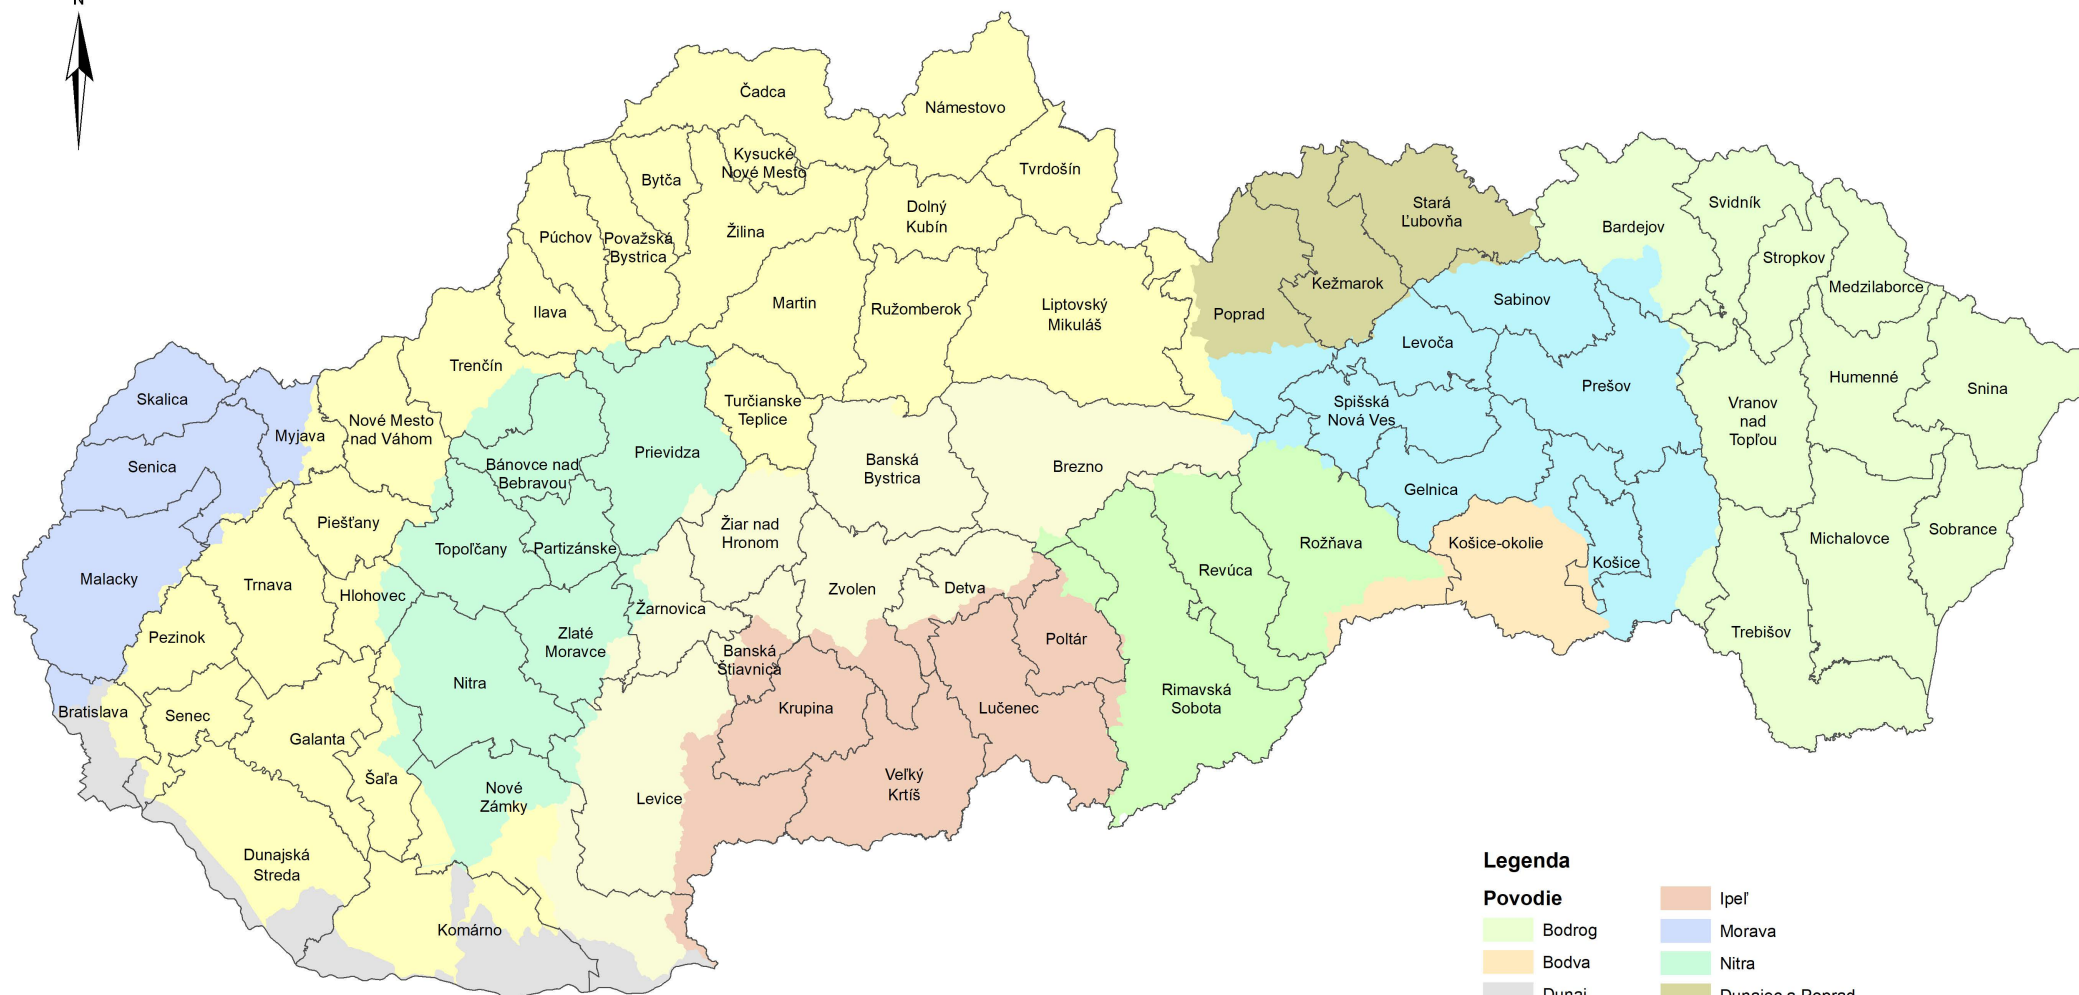 N
Čadca
Námestovo
Kysucké
Nové Mesto
Tvrdošín
Bytča
Dolný
Kubín
Žilina
Púchov
Považská
Bystrica
Stará
Ľubovňa
Svidník
Bardejov
Stropkov
Medzilaborce
Kežmarok
Sabinov
Ilava
Martin
Ružomberok
Liptovský
Mikuláš
Poprad
Levoča
Trenčín
Prešov
Humenné
Snina
Skalica
Turčianske
Teplice
Spišská
Nová Ves
Vranov
nad
Topľou
Nové Mesto
nad Váhom
Myjava
Senica
Prievidza
Bánovce nad
Bebravou
Banská
Bystrica
Brezno
Gelnica
Piešťany
Topoľčany
Partizánske
Žiar nad
Hronom
Rožňava
Košice-okolie
Michalovce
Sobrance
Košice
Malacky
Trnava
Hlohovec
Revúca
Zvolen
Detva
Žarnovica
Pezinok
Zlaté
Moravce
Poltár
Trebišov
Banská
Štiavnica
Nitra
Rimavská
Sobota
Bratislava
Senec
Krupina
Lučenec
Galanta
Šaľa
Nové
Zámky
Levice
Veľký
Krtíš
Dunajská
Streda
Komárno
Legenda
Povodie
Ipeľ
Bodrog
Morava
Bodva
Nitra
Dunaj
Dunajec a Poprad